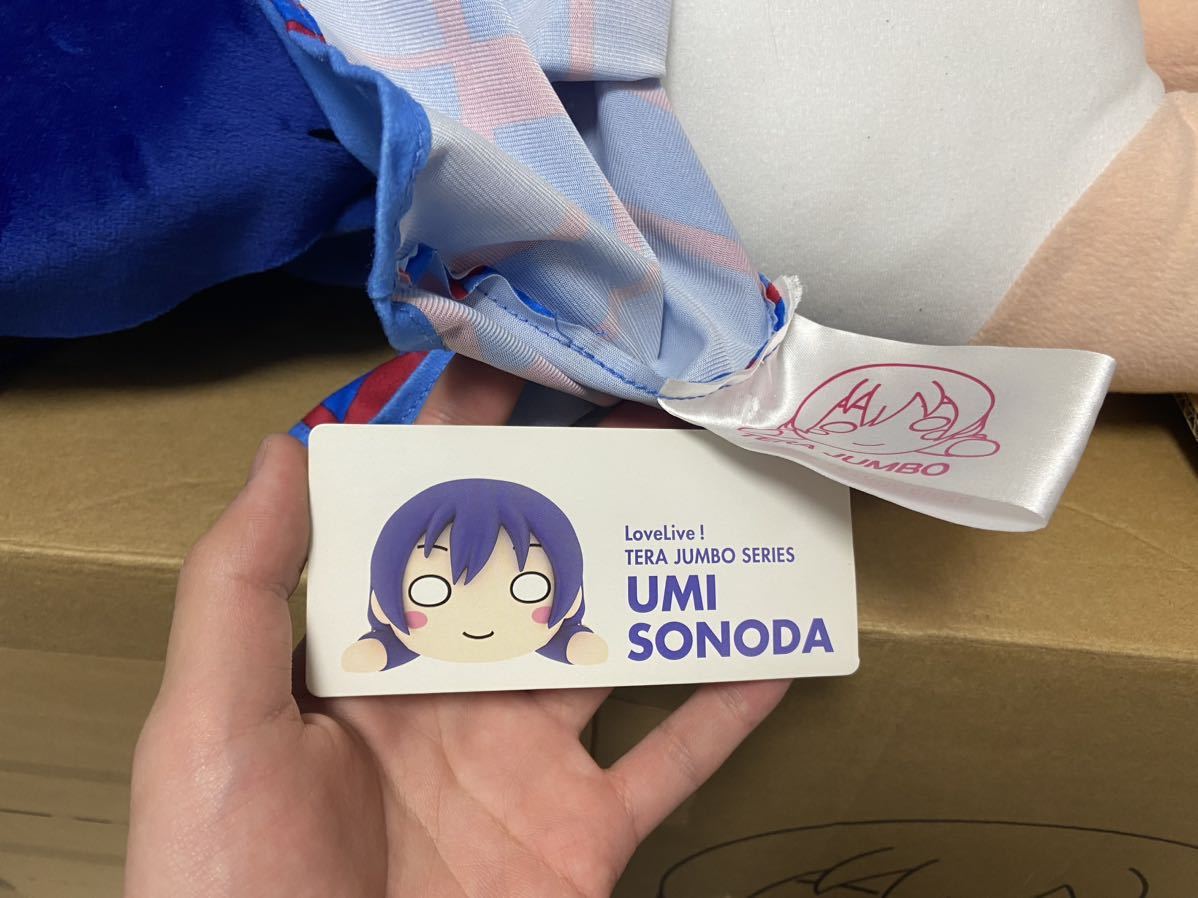 TERA JUMBO
LoveLive!
TERA JUMBO SERIES
UMI
SONODA